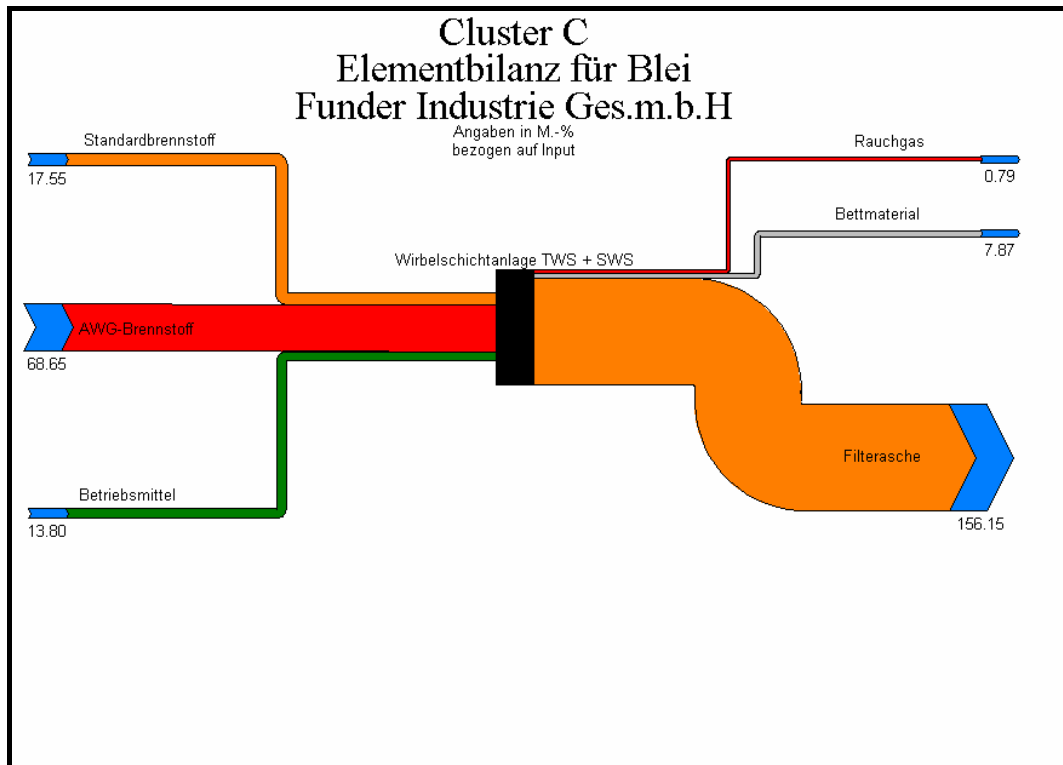 Cluster C
Elementbilanz für Blei
Funder Industrie Ges.m.b.H
Angaben in M.-%
bezogen auf Input
Standardbrennstoff
17.55
Rauchgas
0.79
Bettmaterial
7.87
Wirbelschichtanlage TWS + SWS
AWG-Brennstoff
68.65
Filterasche
156.15
Betriebsmittel
13.80